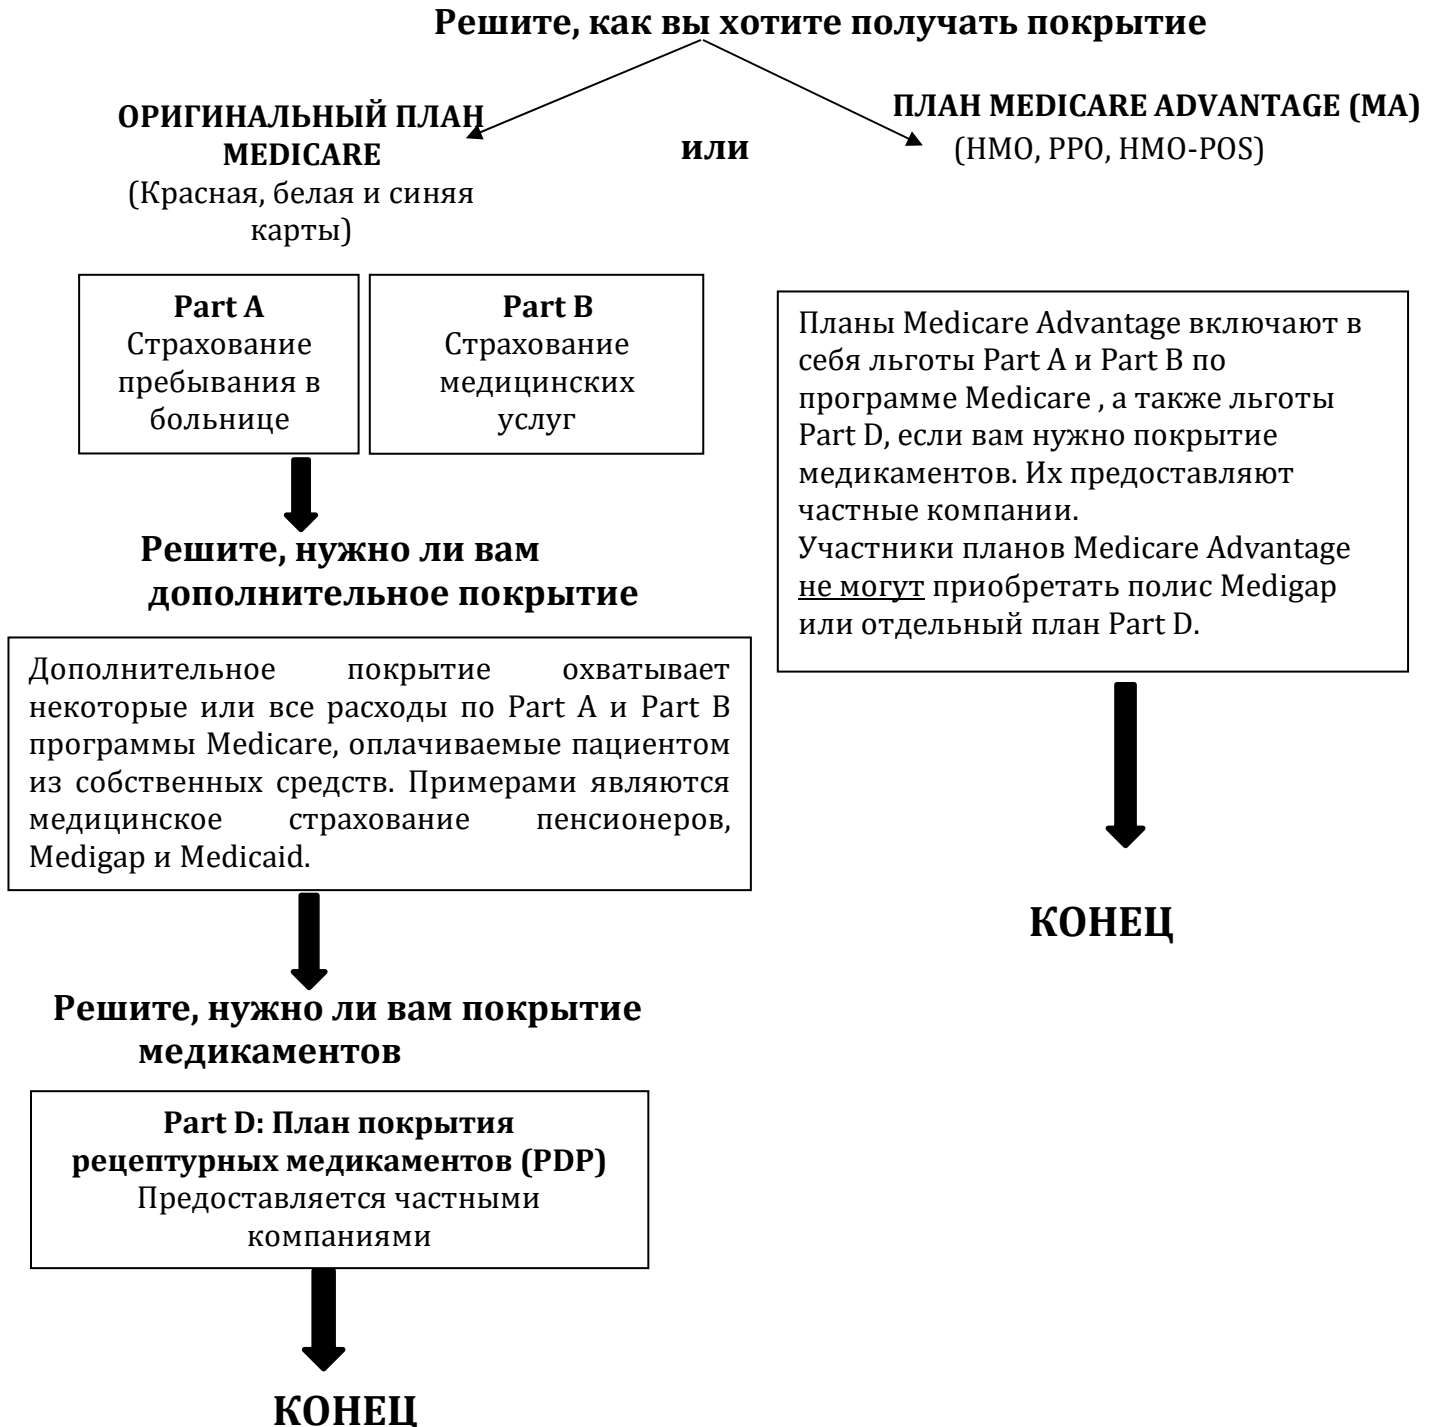 Решите, как вы хотите получать покрытие
ОРИГИНАЛЬНЫЙ ПЛАН
MEDICARE
(Красная, белая и синяя
карты)
или
ПЛАН MEDICARE ADVANTAGE (MA)
(HMO, PPO, HMO-POS)
Part A
Страхование
пребывания в
больнице
Part B
Страхование
медицинских
услуг
Планы Medicare Advantage включают в
себя льготы Part A и Part B по
программе Medicare , а также льготы
Part D, если вам нужно покрытие
медикаментов. Их предоставляют
частные компании.
Участники планов Medicare Advantage
не могут приобретать полис Medigap
или отдельный план Part D.
КОНЕЦ
Решите, нужно ли вам
дополнительное покрытие
Дополнительное покрытие охватывает
некоторые или все расходы по Part A и Part B
программы Medicare, оплачиваемые пациентом
из собственных средств. Примерами являются
медицинское страхование пенсионеров,
Medigap и Medicaid.
Решите, нужно ли вам покрытие
медикаментов
Part D: План покрытия
рецептурных медикаментов (PDP)
Предоставляется частными
компаниями
КОНЕЦ